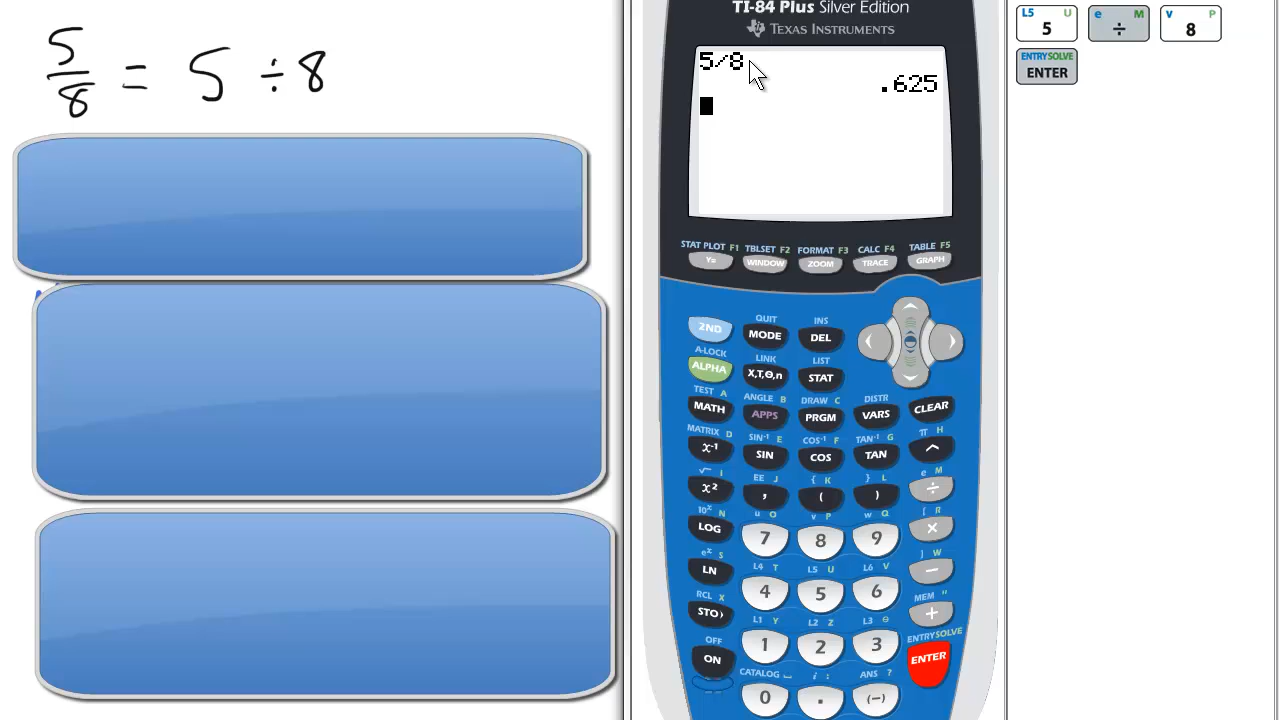 5/8 = 5 ÷ 8
TI-84 Plus Silver Edition
TEXAS INSTRUMENTS
5/8
.625
STAT PLOT F1 TBLSET F2 FORMAT F3 CALC F4 TABLE F5
Y= WINDOW ZOOM TRACE GRAPH
QUIT INS
2ND MODE DEL
A-LOCK LINK LIST
ALPHA X,T,Θ,n STAT
TEST A ANGLE B DRAW C DISTR
MATH APPS PRGM VARS CLEAR
MATRIX D SIN⁻¹ E COS⁻¹ F TAN⁻¹ G π H
x⁻¹ SIN COS TAN ^
√ I EE J { K } L e M
x² , ( ) ÷
10ˣ N u O v P w Q [ R
LOG 7 8 9 ×
eˣ S L4 T L5 U L6 V ] W
LN 4 5 6 −
RCL X L1 Y L2 Z L3 Θ MEM "
STO› 1 2 3 +
OFF CATALOG i : ANS ? ENTRY SOLVE
ON 0 . (−) ENTER
L5 U e M v P
5 ÷ 8
ENTRY SOLVE
ENTER